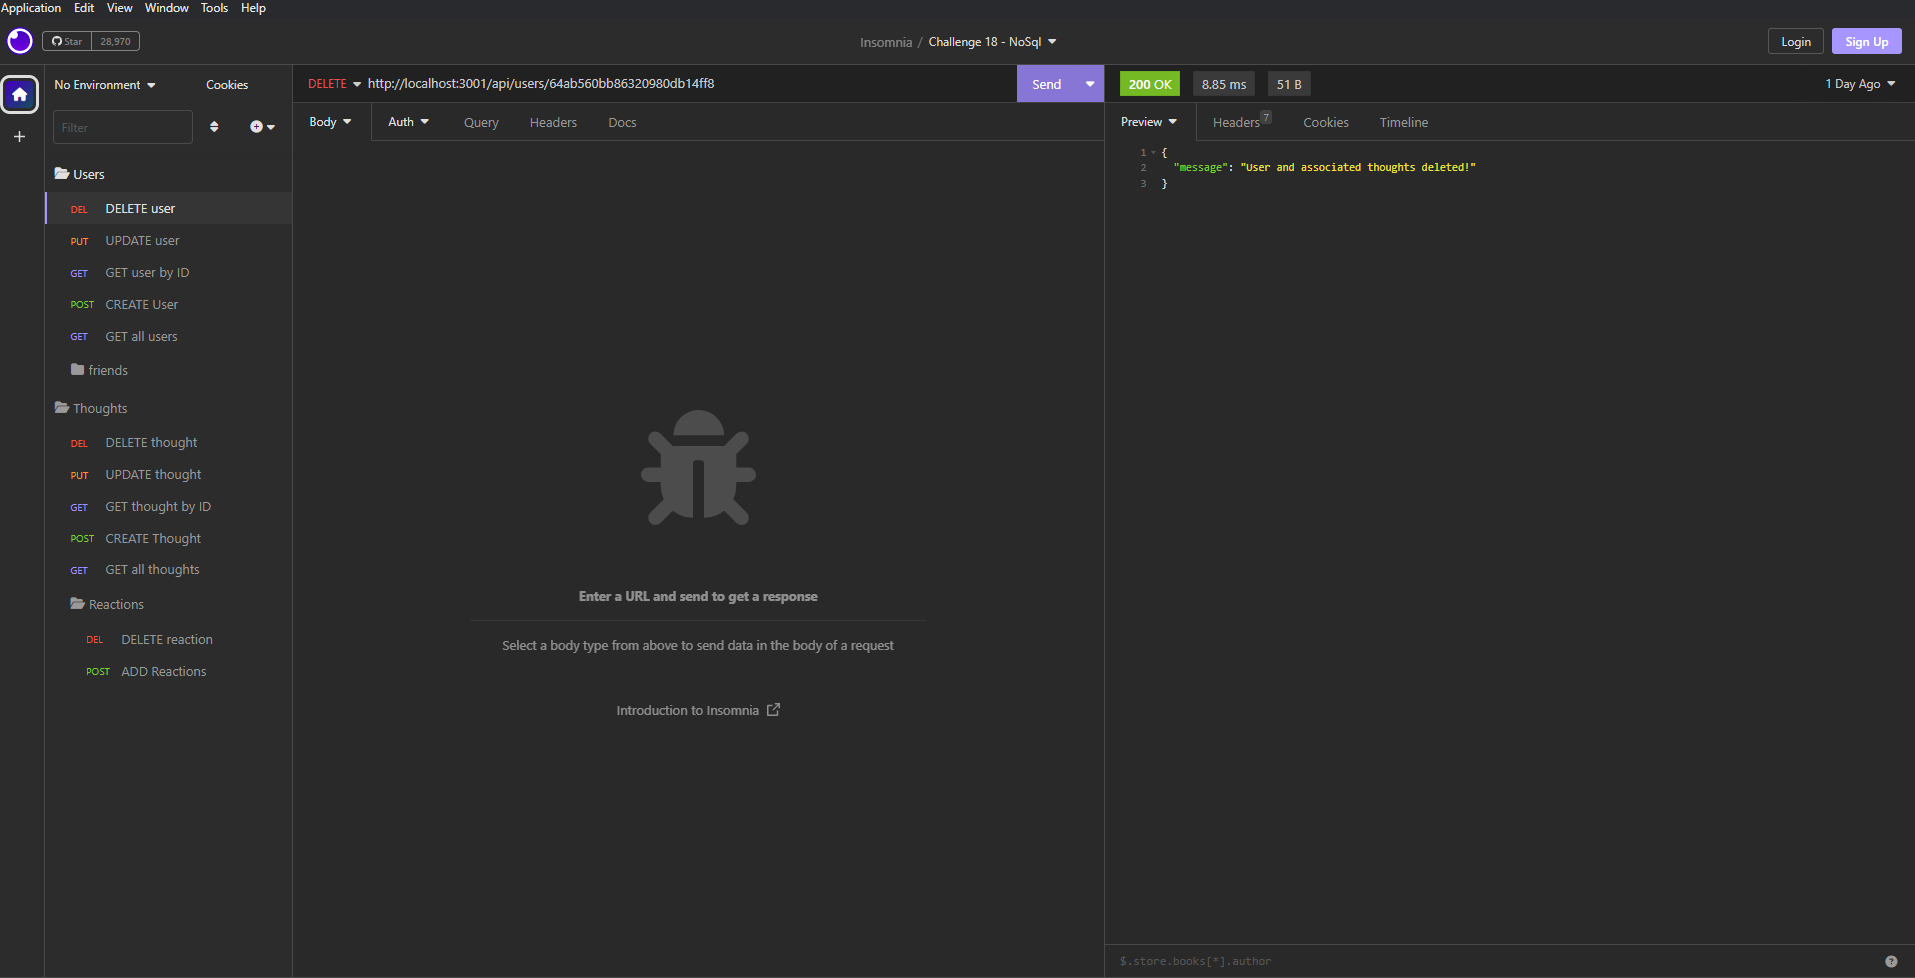 Application Edit View Window Tools Help
Star 28,970
Insomnia / Challenge 18 - NoSql
Login Sign Up
No Environment Cookies
Filter
Users
DEL DELETE user
PUT UPDATE user
GET GET user by ID
POST CREATE User
GET GET all users
friends
Thoughts
DEL DELETE thought
PUT UPDATE thought
GET GET thought by ID
POST CREATE Thought
GET GET all thoughts
Reactions
DEL DELETE reaction
POST ADD Reactions
DELETE http://localhost:3001/api/users/64ab560bb86320980db14ff8 Send
Body Auth Query Headers Docs
Enter a URL and send to get a response
Select a body type from above to send data in the body of a request
Introduction to Insomnia
200 OK 8.85 ms 51 B 1 Day Ago
Preview Headers 7 Cookies Timeline
1 {
2 "message": "User and associated thoughts deleted!"
3 }
$.store.books[*].author ?